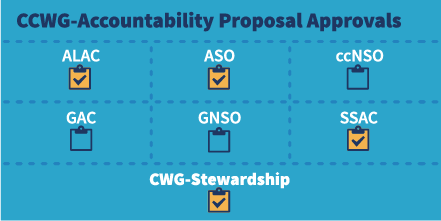 CCWG-Accountability Proposal Approvals
ALAC ASO ccNSO
GAC GNSO SSAC
CWG-Stewardship